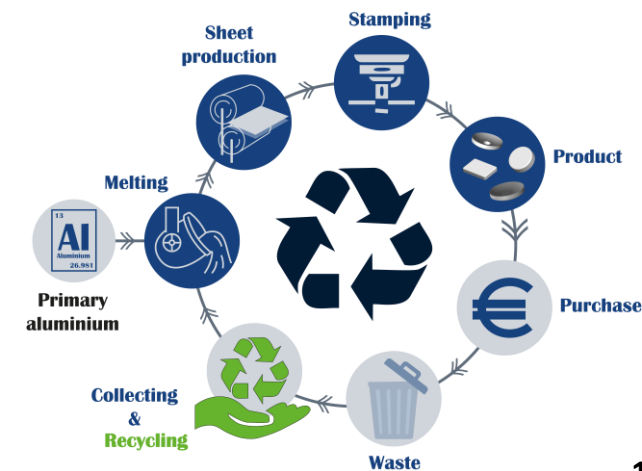 Stamping
Sheet
production
Product
Melting
13
Al
Aluminium
26.981
Primary
aluminium
€
Purchase
Collecting
&
Recycling
Waste